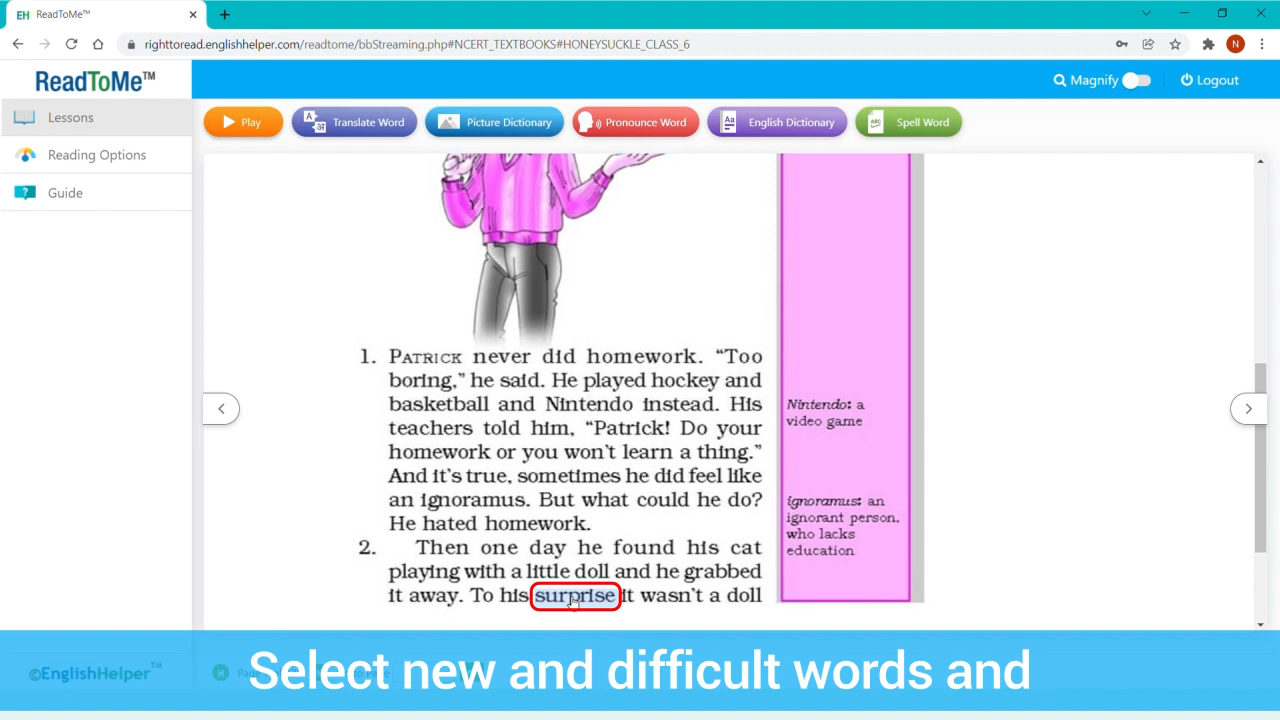 EH ReadToMe™
righttoread.englishhelper.com/readtome/bbStreaming.php#NCERT_TEXTBOOKS#HONEYSUCKLE_CLASS_6
N
ReadToMe™
Magnify
Logout
Lessons
Reading Options
Guide
Play
Translate Word
Picture Dictionary
Pronounce Word
English Dictionary
Spell Word
1. PATRICK never did homework. “Too
boring,” he said. He played hockey and
basketball and Nintendo instead. His
teachers told him, “Patrick! Do your
homework or you won’t learn a thing.”
And it’s true, sometimes he did feel like
an ignoramus. But what could he do?
He hated homework.
2. Then one day he found his cat
playing with a little doll and he grabbed
it away. To his surprise it wasn’t a doll
Nintendo: a
video game
ignoramus: an
ignorant person,
who lacks
education
©EnglishHelper™
Select new and difficult words and